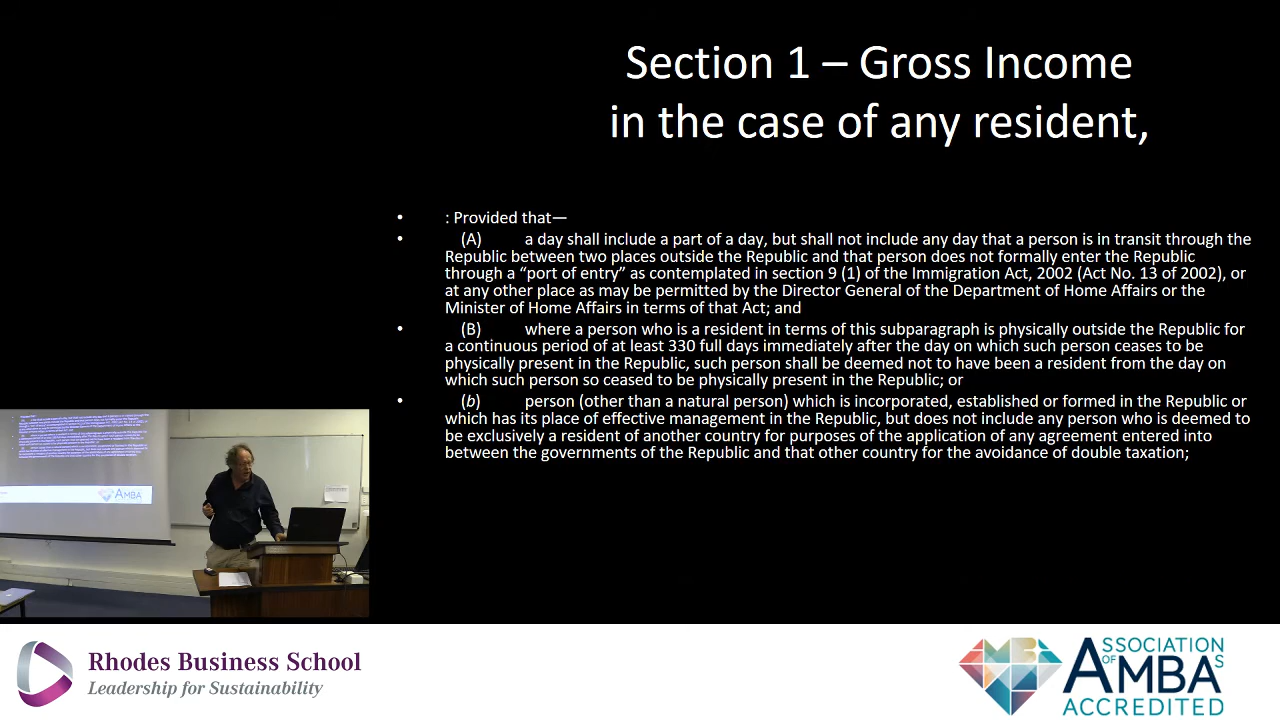 Section 1 – Gross Income
in the case of any resident,
• : Provided that—
• (A) a day shall include a part of a day, but shall not include any day that a person is in transit through the
Republic between two places outside the Republic and that person does not formally enter the Republic
through a “port of entry” as contemplated in section 9 (1) of the Immigration Act, 2002 (Act No. 13 of 2002), or
at any other place as may be permitted by the Director General of the Department of Home Affairs or the
Minister of Home Affairs in terms of that Act; and
• (B) where a person who is a resident in terms of this subparagraph is physically outside the Republic for
a continuous period of at least 330 full days immediately after the day on which such person ceases to be
physically present in the Republic, such person shall be deemed not to have been a resident from the day on
which such person so ceased to be physically present in the Republic; or
• (b) person (other than a natural person) which is incorporated, established or formed in the Republic or
which has its place of effective management in the Republic, but does not include any person who is deemed to
be exclusively a resident of another country for purposes of the application of any agreement entered into
between the governments of the Republic and that other country for the avoidance of double taxation;
AMBA
Rhodes Business School
Leadership for Sustainability
MBA
ASSOCIATION
OF AMBAS
ACCREDITED